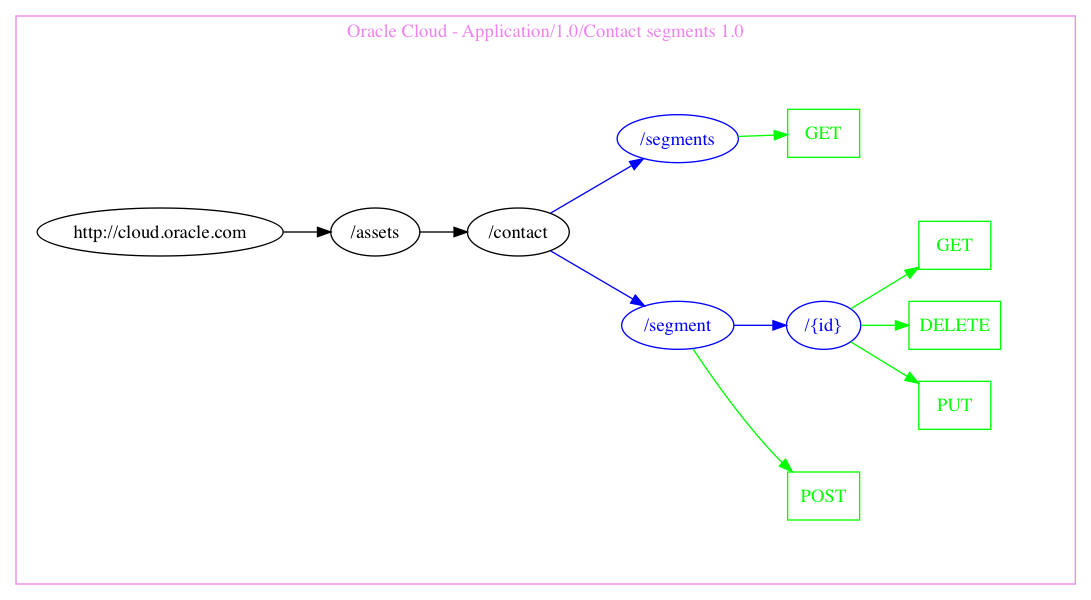 Oracle Cloud - Application/1.0/Contact segments 1.0
/segments
GET
http://cloud.oracle.com
/assets
/contact
GET
/segment
/{id}
DELETE
PUT
POST